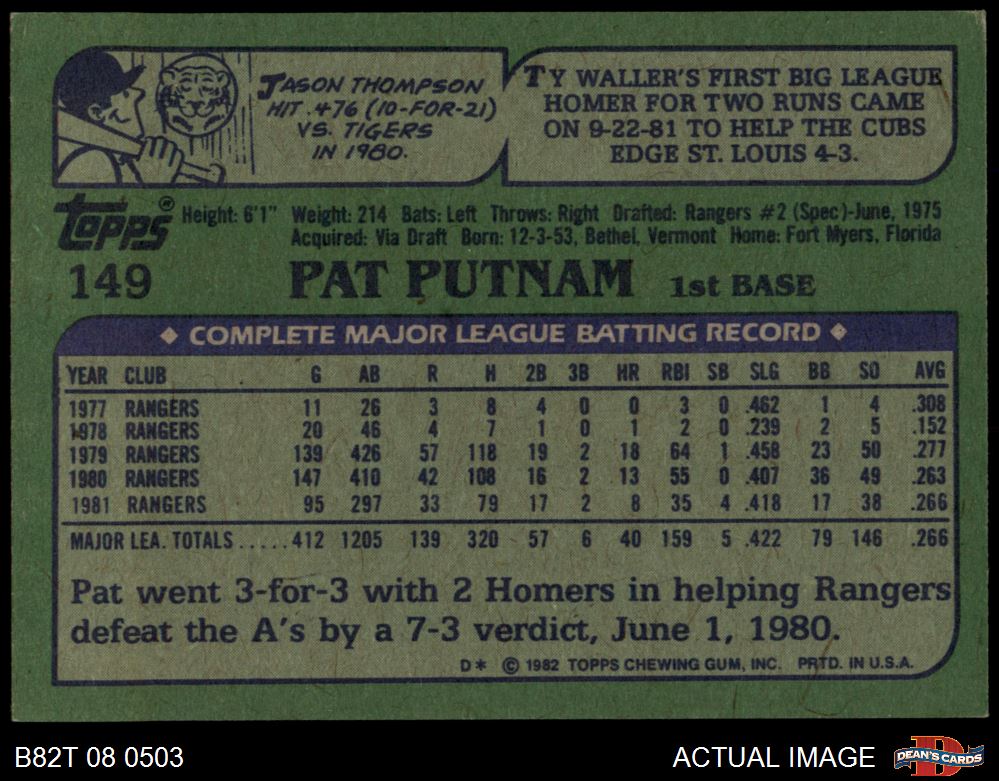 JASON THOMPSON
HIT .476 (10-FOR-21)
VS. TIGERS
IN 1980.
TY WALLER'S FIRST BIG LEAGUE
HOMER FOR TWO RUNS CAME
ON 9-22-81 TO HELP THE CUBS
EDGE ST. LOUIS 4-3.
TOPPS ®
Height: 6'1" Weight: 214 Bats: Left Throws: Right Drafted: Rangers #2 (Spec)-June, 1975
Acquired: Via Draft Born: 12-3-53, Bethel, Vermont Home: Fort Myers, Florida
149 PAT PUTNAM 1st BASE
◆ COMPLETE MAJOR LEAGUE BATTING RECORD ◆
YEAR CLUB G AB R H 2B 3B HR RBI SB SLG BB SO AVG
1977 RANGERS 11 26 3 8 4 0 0 3 0 .462 1 4 .308
1978 RANGERS 20 46 4 7 1 0 1 2 0 .239 2 5 .152
1979 RANGERS 139 426 57 118 19 2 18 64 1 .458 23 50 .277
1980 RANGERS 147 410 42 108 16 2 13 55 0 .407 36 49 .263
1981 RANGERS 95 297 33 79 17 2 8 35 4 .418 17 38 .266
MAJOR LEA. TOTALS.....412 1205 139 320 57 6 40 159 5 .422 79 146 .266
Pat went 3-for-3 with 2 Homers in helping Rangers
defeat the A's by a 7-3 verdict, June 1, 1980.
D* © 1982 TOPPS CHEWING GUM, INC. PRTD. IN U.S.A.
B82T 08 0503
ACTUAL IMAGE
D
DEAN'S CARDS